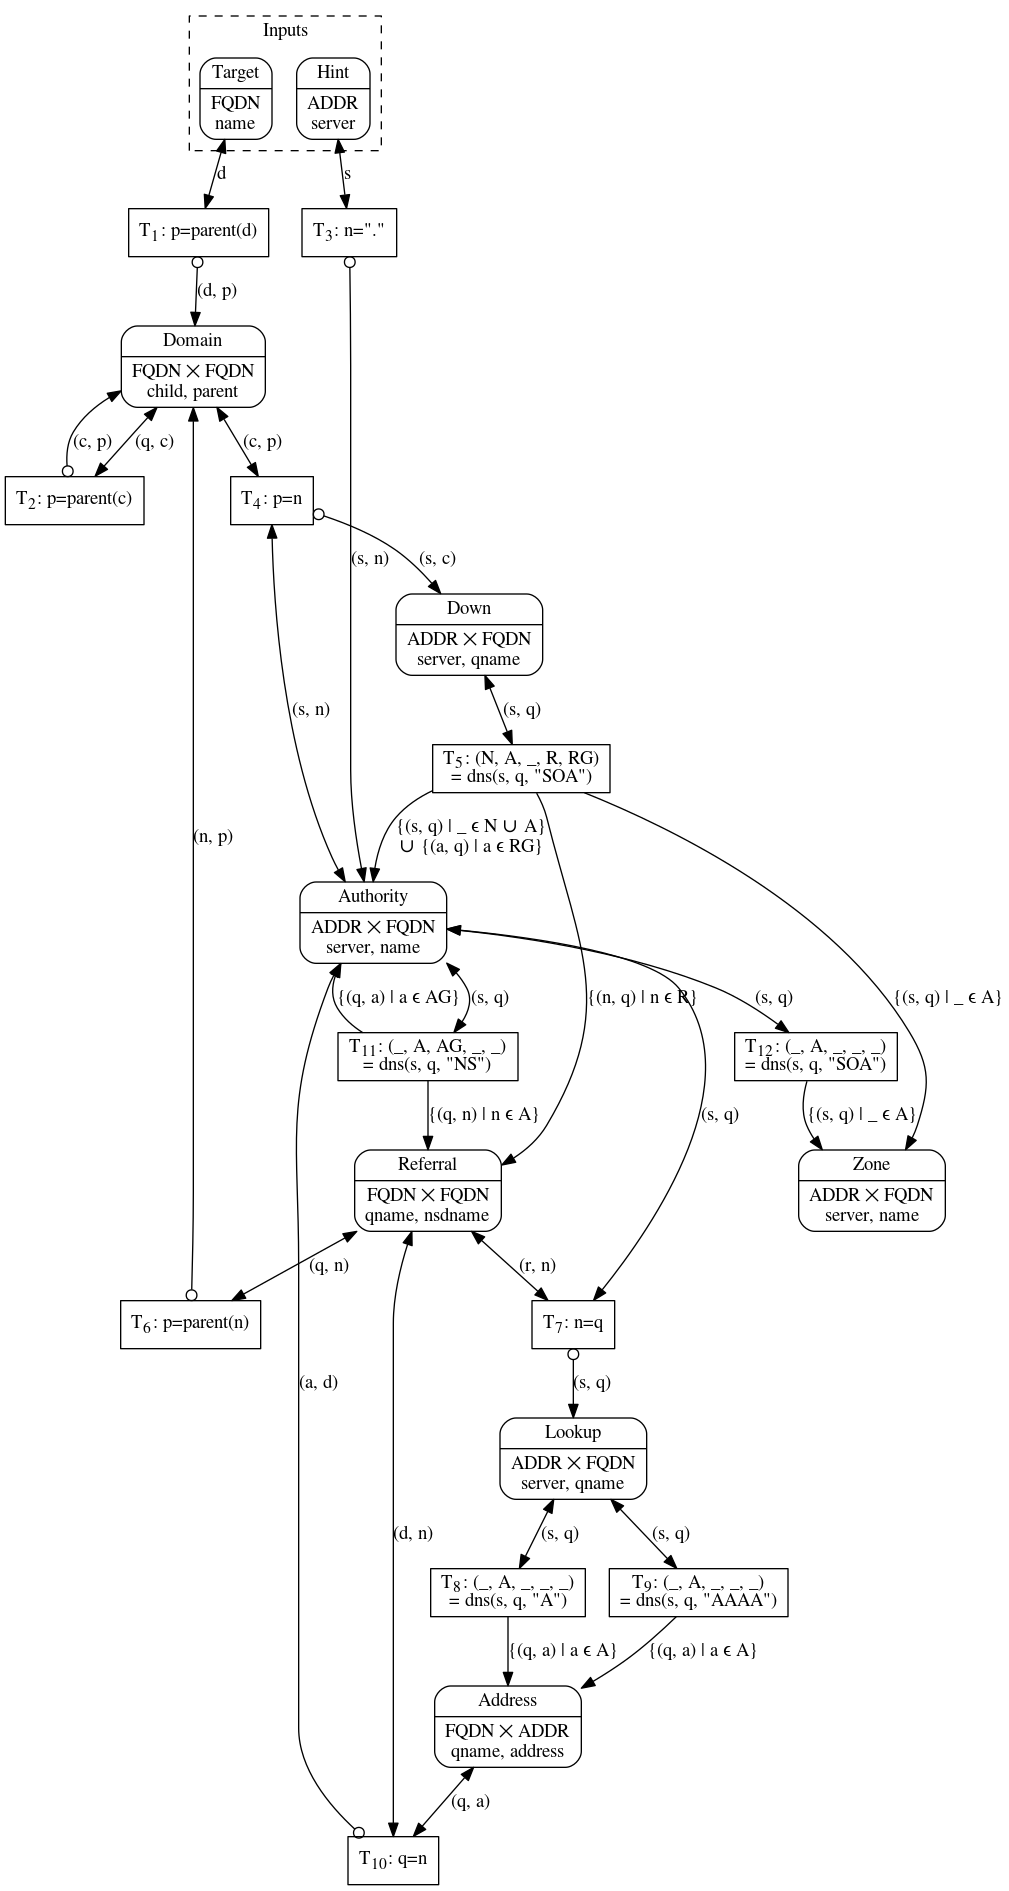 Inputs
Target
FQDN
name
Hint
ADDR
server
d
s
T1: p=parent(d)
T3: n="."
(d, p)
Domain
FQDN × FQDN
child, parent
(c, p)
(q, c)
(c, p)
T2: p=parent(c)
T4: p=n
(s, n)
(s, c)
Down
ADDR × FQDN
server, qname
(s, n)
(s, q)
T5: (N, A, _, R, RG)
= dns(s, q, "SOA")
(n, p)
{(s, q) | _ ϵ N ∪ A}
∪ {(a, q) | a ϵ RG}
Authority
ADDR × FQDN
server, name
{(q, a) | a ϵ AG}
(s, q)
{(n, q) | n ϵ R}
(s, q)
{(s, q) | _ ϵ A}
T11: (_, A, AG, _, _)
= dns(s, q, "NS")
T12: (_, A, _, _, _)
= dns(s, q, "SOA")
{(q, n) | n ϵ A}
(s, q)
{(s, q) | _ ϵ A}
Referral
FQDN × FQDN
qname, nsdname
Zone
ADDR × FQDN
server, name
(q, n)
(r, n)
T6: p=parent(n)
T7: n=q
(a, d)
(s, q)
Lookup
ADDR × FQDN
server, qname
(d, n)
(s, q)
(s, q)
T8: (_, A, _, _, _)
= dns(s, q, "A")
T9: (_, A, _, _, _)
= dns(s, q, "AAAA")
{(q, a) | a ϵ A}
{(q, a) | a ϵ A}
Address
FQDN × ADDR
qname, address
(q, a)
T10: q=n